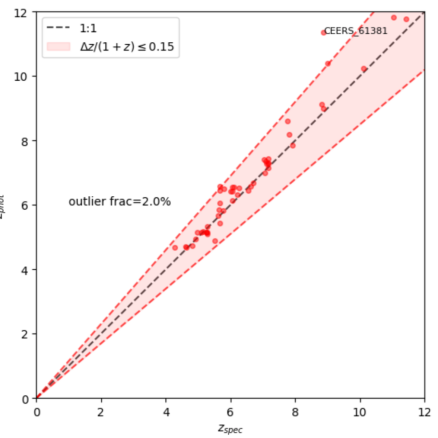 12
10
8
6
4
2
0
1:1
Δz/(1 + z) ≤ 0.15
CEERS_61381
outlier frac=2.0%
0 2 4 6 8 10 12
z_spec